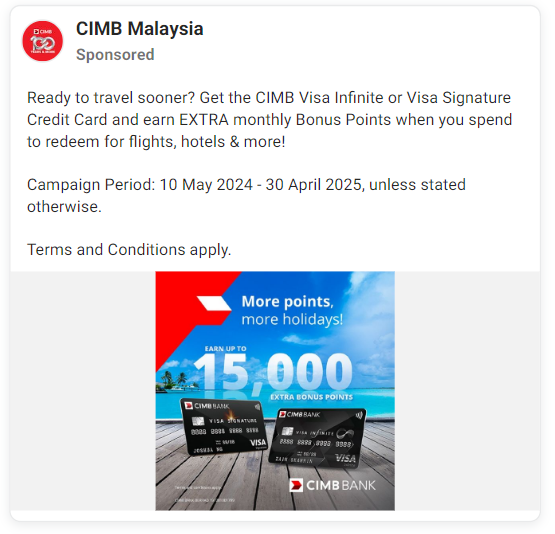 CIMB Malaysia
Sponsored
Ready to travel sooner? Get the CIMB Visa Infinite or Visa Signature
Credit Card and earn EXTRA monthly Bonus Points when you spend
to redeem for flights, hotels & more!
Campaign Period: 10 May 2024 - 30 April 2025, unless stated
otherwise.
Terms and Conditions apply.
More points,
more holidays!
EARN UP TO
15,000
EXTRA BONUS POINTS
CIMB BANK
VISA SIGNATURE
VISA
CIMB BANK
VISA INFINITE
VISA
CIMB BANK